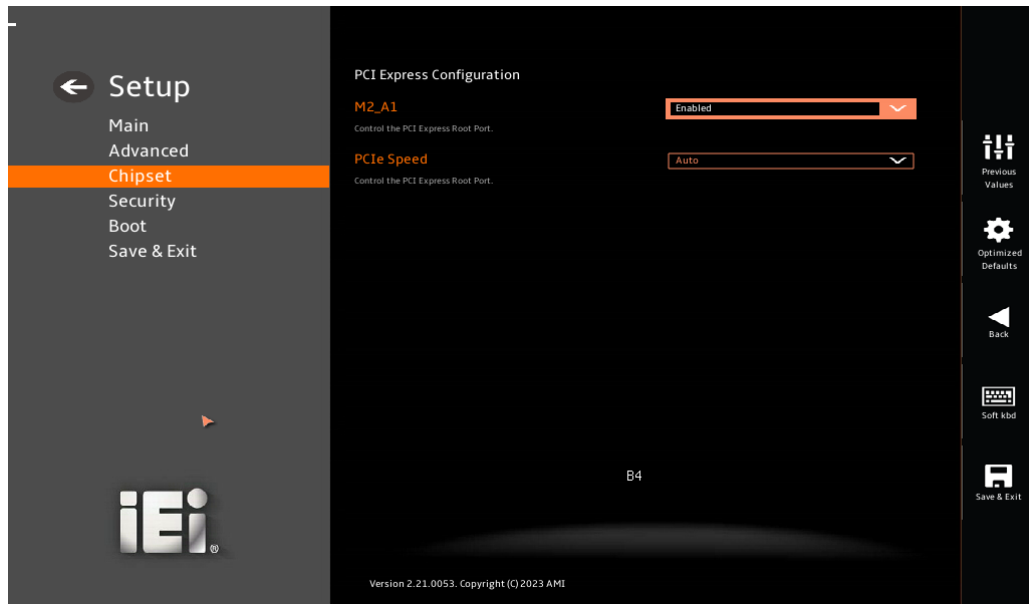 Setup
Main
Advanced
Chipset
Security
Boot
Save & Exit
iEi®
PCI Express Configuration
M2_A1
Enabled
Control the PCI Express Root Port.
PCIe Speed
Auto
Control the PCI Express Root Port.
B4
Version 2.21.0053. Copyright (C) 2023 AMI
Previous
Values
Optimized
Defaults
Back
Soft kbd
Save & Exit